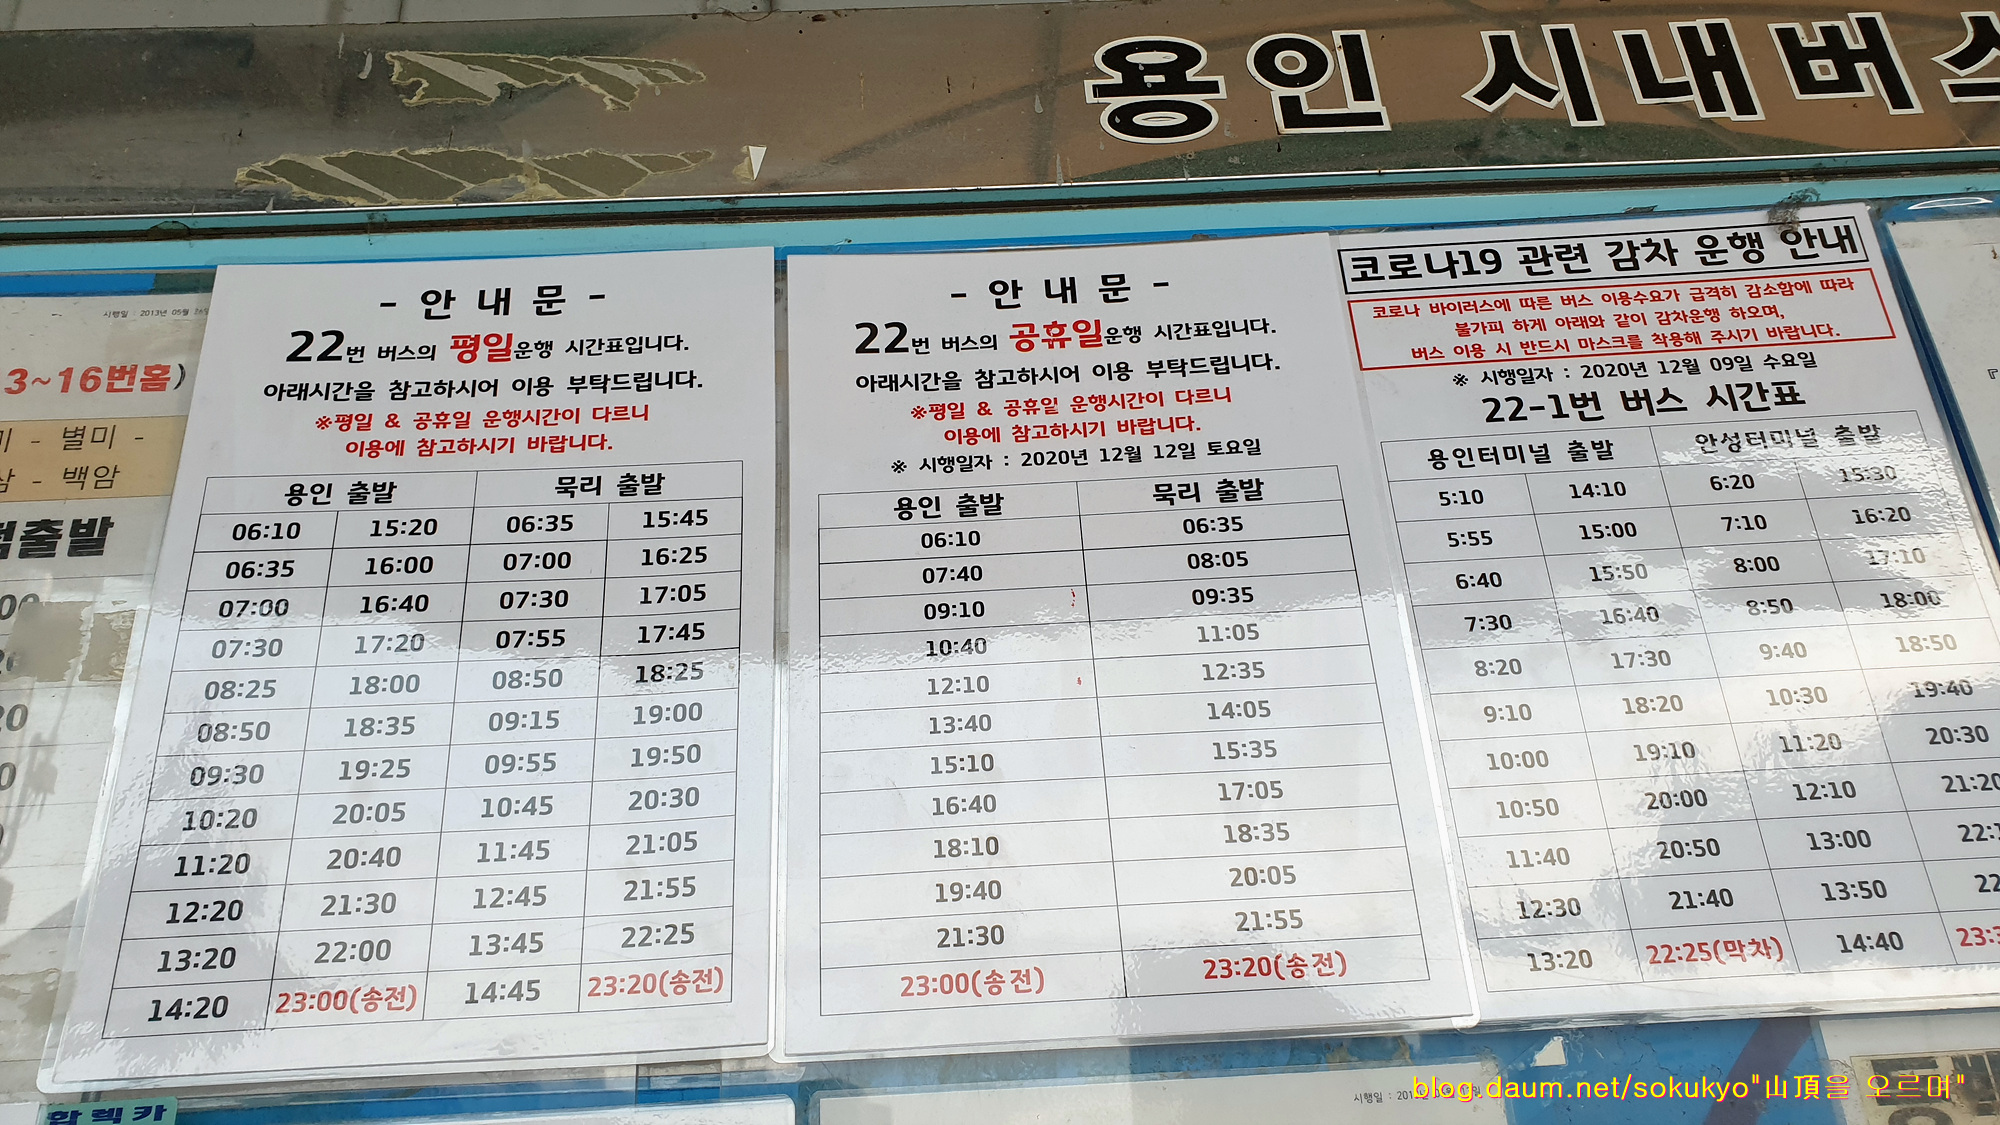 용인 시내버스
시행일 : 2013년 05월
3~16번홈)
- 별미 -
- 백암
출발
- 안 내 문 -
22번 버스의 평일운행 시간표입니다.
아래시간을 참고하시어 이용 부탁드립니다.
※평일 & 공휴일 운행시간이 다르니
이용에 참고하시기 바랍니다.
용인 출발 묵리 출발
06:10 15:20 06:35 15:45
06:35 16:00 07:00 16:25
07:00 16:40 07:30 17:05
07:30 17:20 07:55 17:45
08:25 18:00 08:50 18:25
08:50 18:35 09:15 19:00
09:30 19:25 09:55 19:50
10:20 20:05 10:45 20:30
11:20 20:40 11:45 21:05
12:20 21:30 12:45 21:55
13:20 22:00 13:45 22:25
14:20 23:00(송전) 14:45 23:20(송전)
- 안 내 문 -
22번 버스의 공휴일운행 시간표입니다.
아래시간을 참고하시어 이용 부탁드립니다.
※평일 & 공휴일 운행시간이 다르니
이용에 참고하시기 바랍니다.
※ 시행일자 : 2020년 12월 12일 토요일
용인 출발 묵리 출발
06:10 06:35
07:40 08:05
09:10 09:35
10:40 11:05
12:10 12:35
13:40 14:05
15:10 15:35
16:40 17:05
18:10 18:35
19:40 20:05
21:30 21:55
23:00(송전) 23:20(송전)
코로나19 관련 감차 운행 안내
코로나 바이러스에 따른 버스 이용수요가 급격히 감소함에 따라
불가피 하게 아래와 같이 감차운행 하오며,
버스 이용 시 반드시 마스크를 착용해 주시기 바랍니다.
※ 시행일자 : 2020년 12월 09일 수요일
22-1번 버스 시간표
용인터미널 출발 안성터미널 출발
5:10 14:10 6:20 15:30
5:55 15:00 7:10 16:20
6:40 15:50 8:00 17:10
7:30 16:40 8:50 18:00
8:20 17:30 9:40 18:50
9:10 18:20 10:30 19:40
10:00 19:10 11:20 20:30
10:50 20:00 12:10 21:20
11:40 20:50 13:00 22:
12:30 21:40 13:50 22
13:20 22:25(막차) 14:40 23:
합렉카
시행일 : 201
blog.daum.net/sokukyo"山頂을 오르며"